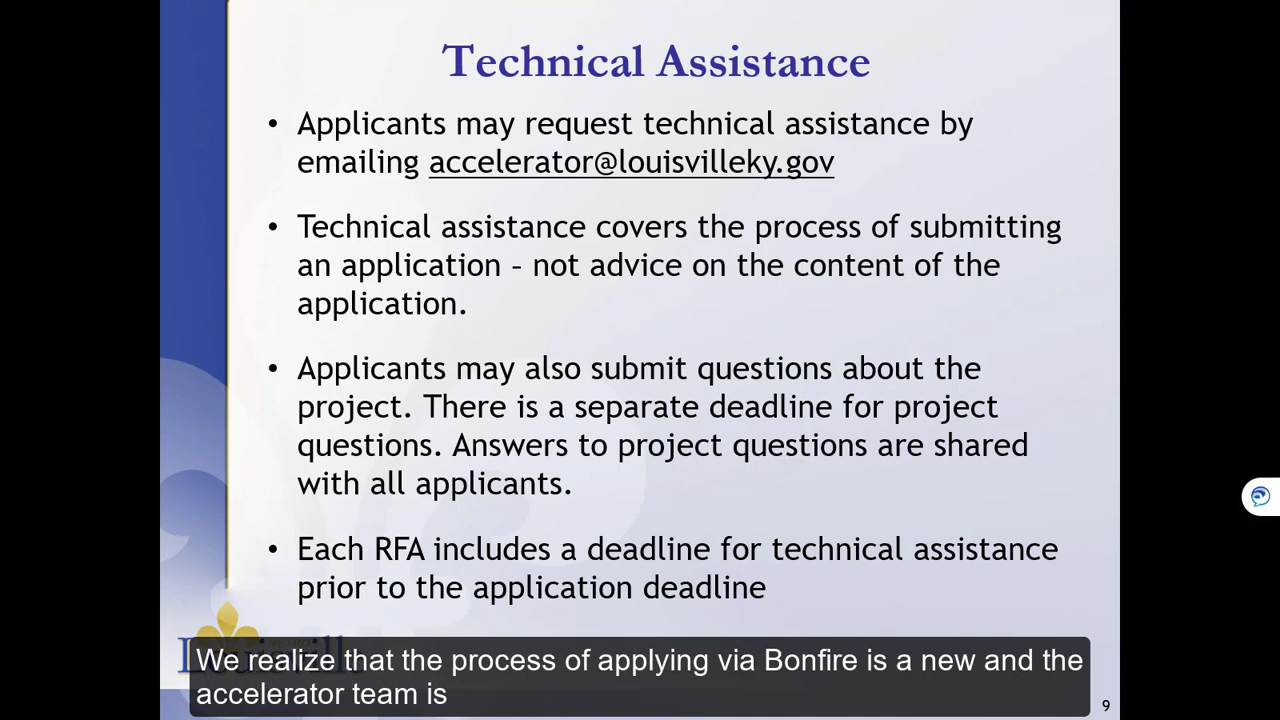 Technical Assistance
• Applicants may request technical assistance by
emailing accelerator@louisvilleky.gov
• Technical assistance covers the process of submitting
an application – not advice on the content of the
application.
• Applicants may also submit questions about the
project. There is a separate deadline for project
questions. Answers to project questions are shared
with all applicants.
• Each RFA includes a deadline for technical assistance
prior to the application deadline
We realize that the process of applying via Bonfire is a new and the
accelerator team is
9